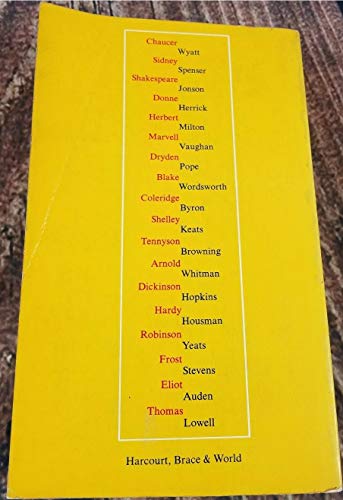 Chaucer
Wyatt
Sidney
Spenser
Shakespeare
Jonson
Donne
Herrick
Herbert
Milton
Marvell
Vaughan
Dryden
Pope
Blake
Wordsworth
Coleridge
Byron
Shelley
Keats
Tennyson
Browning
Arnold
Whitman
Dickinson
Hopkins
Hardy
Housman
Robinson
Yeats
Frost
Stevens
Eliot
Auden
Thomas
Lowell
Harcourt, Brace & World